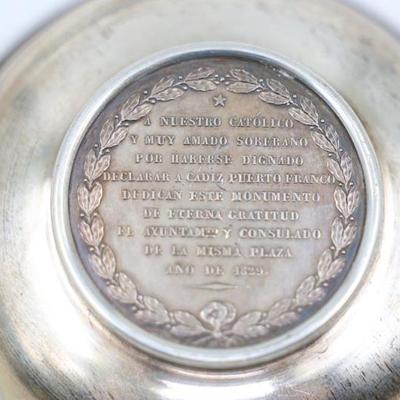 A NUESTRO CATÓLICO
Y MUY AMADO SOBERANO
POR HABERSE DIGNADO
DECLARAR A CADIZ PUERTO FRANCO
DEDICAN ESTE MONUMENTO
DE ETERNA GRATITUD
EL AYUNTAMTO Y CONSULADO
DE LA MISMA PLAZA
AÑO DE 1829.